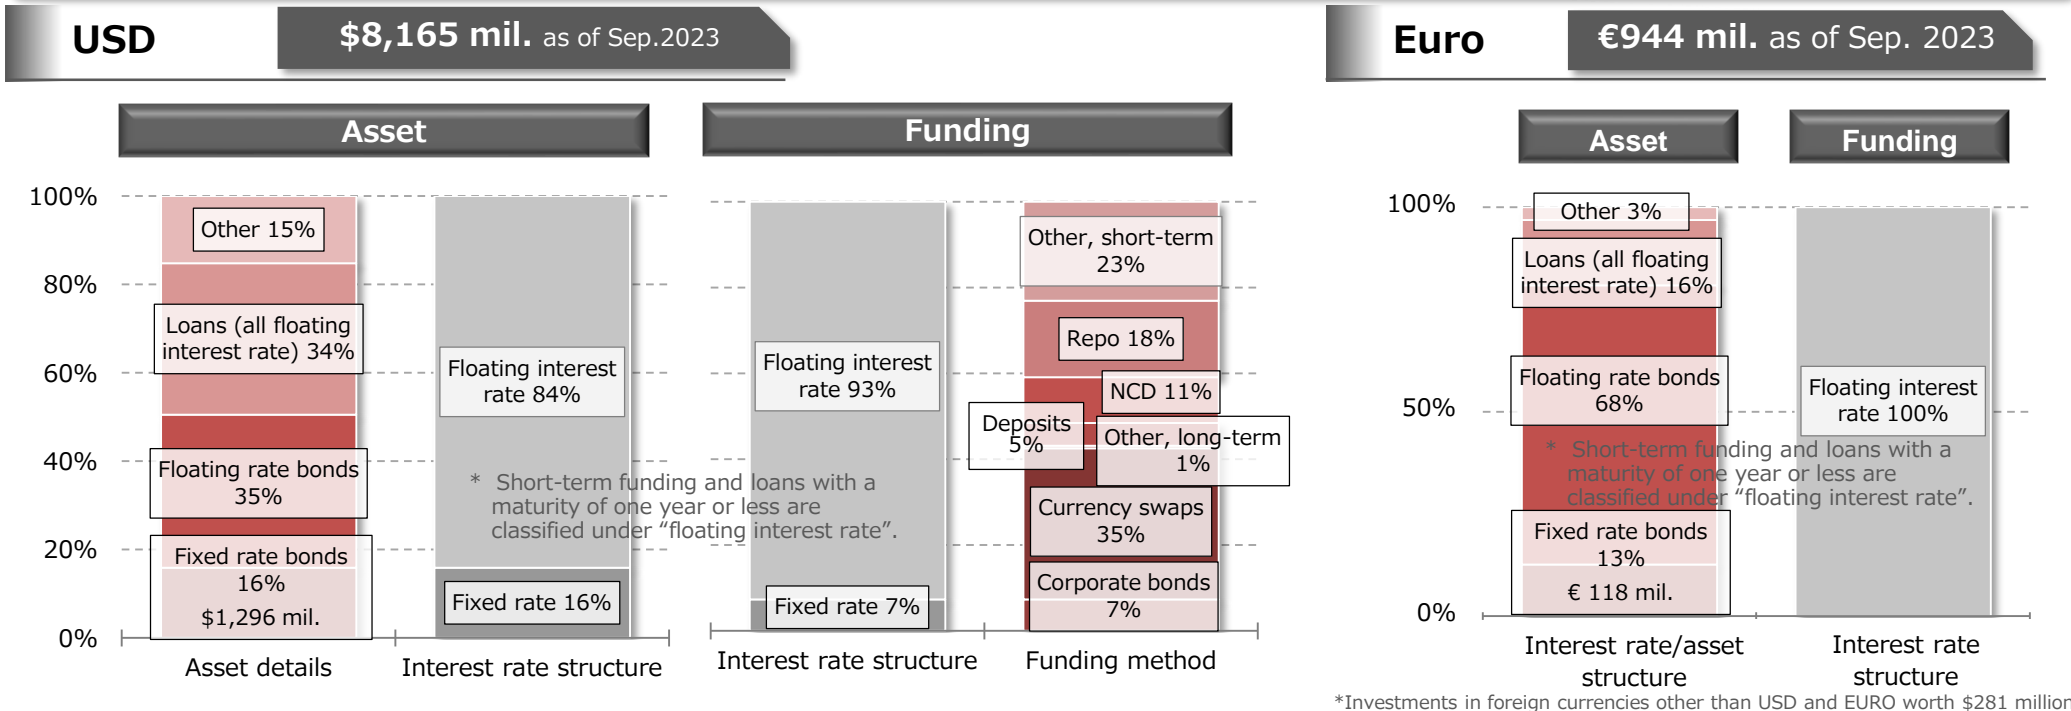 USD
$8,165 mil. as of Sep.2023
Asset
Funding
100%
80%
60%
40%
20%
0%
Other 15%
Loans (all floating
interest rate) 34%
Floating rate bonds
35%
Fixed rate bonds
16%
$1,296 mil.
Asset details
Floating interest
rate 84%
Fixed rate 16%
Interest rate structure
* Short-term funding and loans with a
maturity of one year or less are
classified under “floating interest rate”.
Floating interest
rate 93%
Fixed rate 7%
Interest rate structure
Other, short-term
23%
Repo 18%
NCD 11%
Deposits
5%
Other, long-term
1%
Currency swaps
35%
Corporate bonds
7%
Funding method
Euro
€944 mil. as of Sep. 2023
Asset
Funding
100%
50%
0%
Other 3%
Loans (all floating
interest rate) 16%
Floating rate bonds
68%
* Short-term funding and loans with a
maturity of one year or less are
classified under “floating interest rate”.
Fixed rate bonds
13%
€ 118 mil.
Interest rate/asset
structure
Floating interest
rate 100%
Interest rate
structure
*Investments in foreign currencies other than USD and EURO worth $281 million